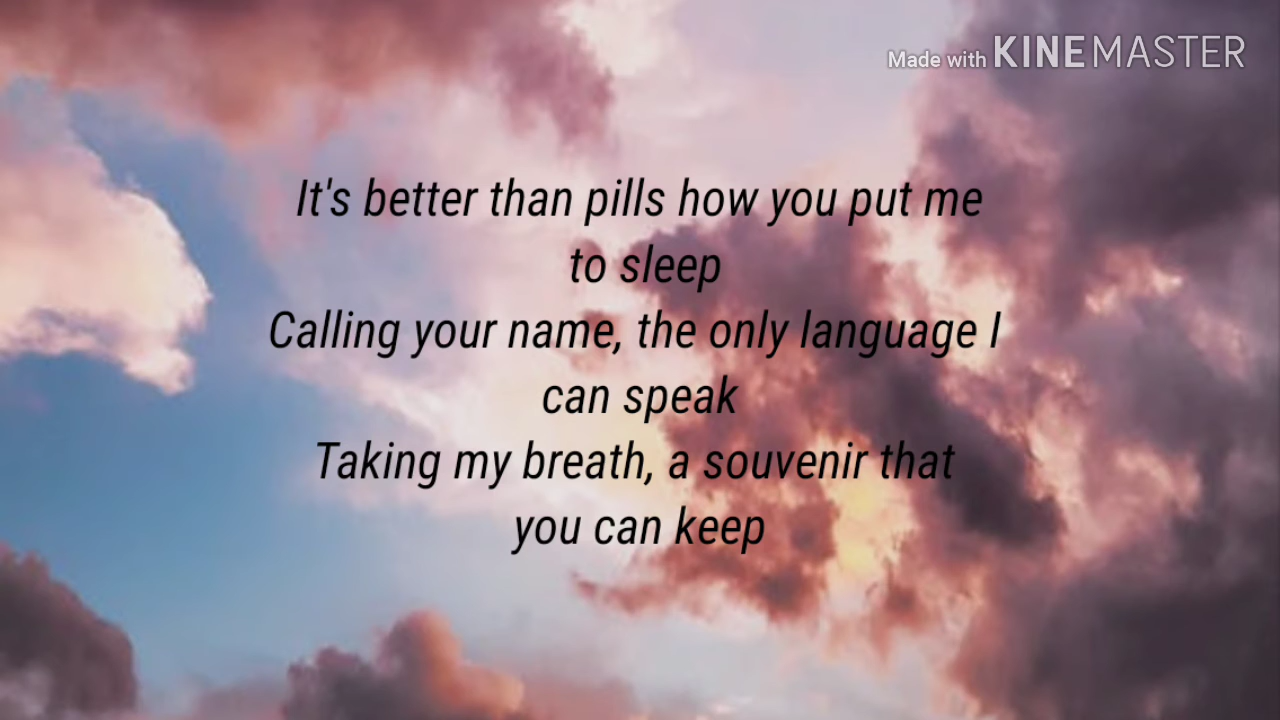 Made with KINEMASTER
It's better than pills how you put me
to sleep
Calling your name, the only language I
can speak
Taking my breath, a souvenir that
you can keep